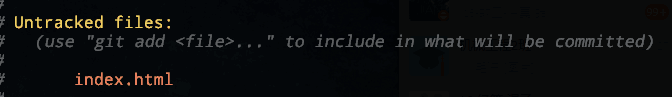 #
# Untracked files:
#   (use "git add <file>..." to include in what will be committed)
#
#       index.html